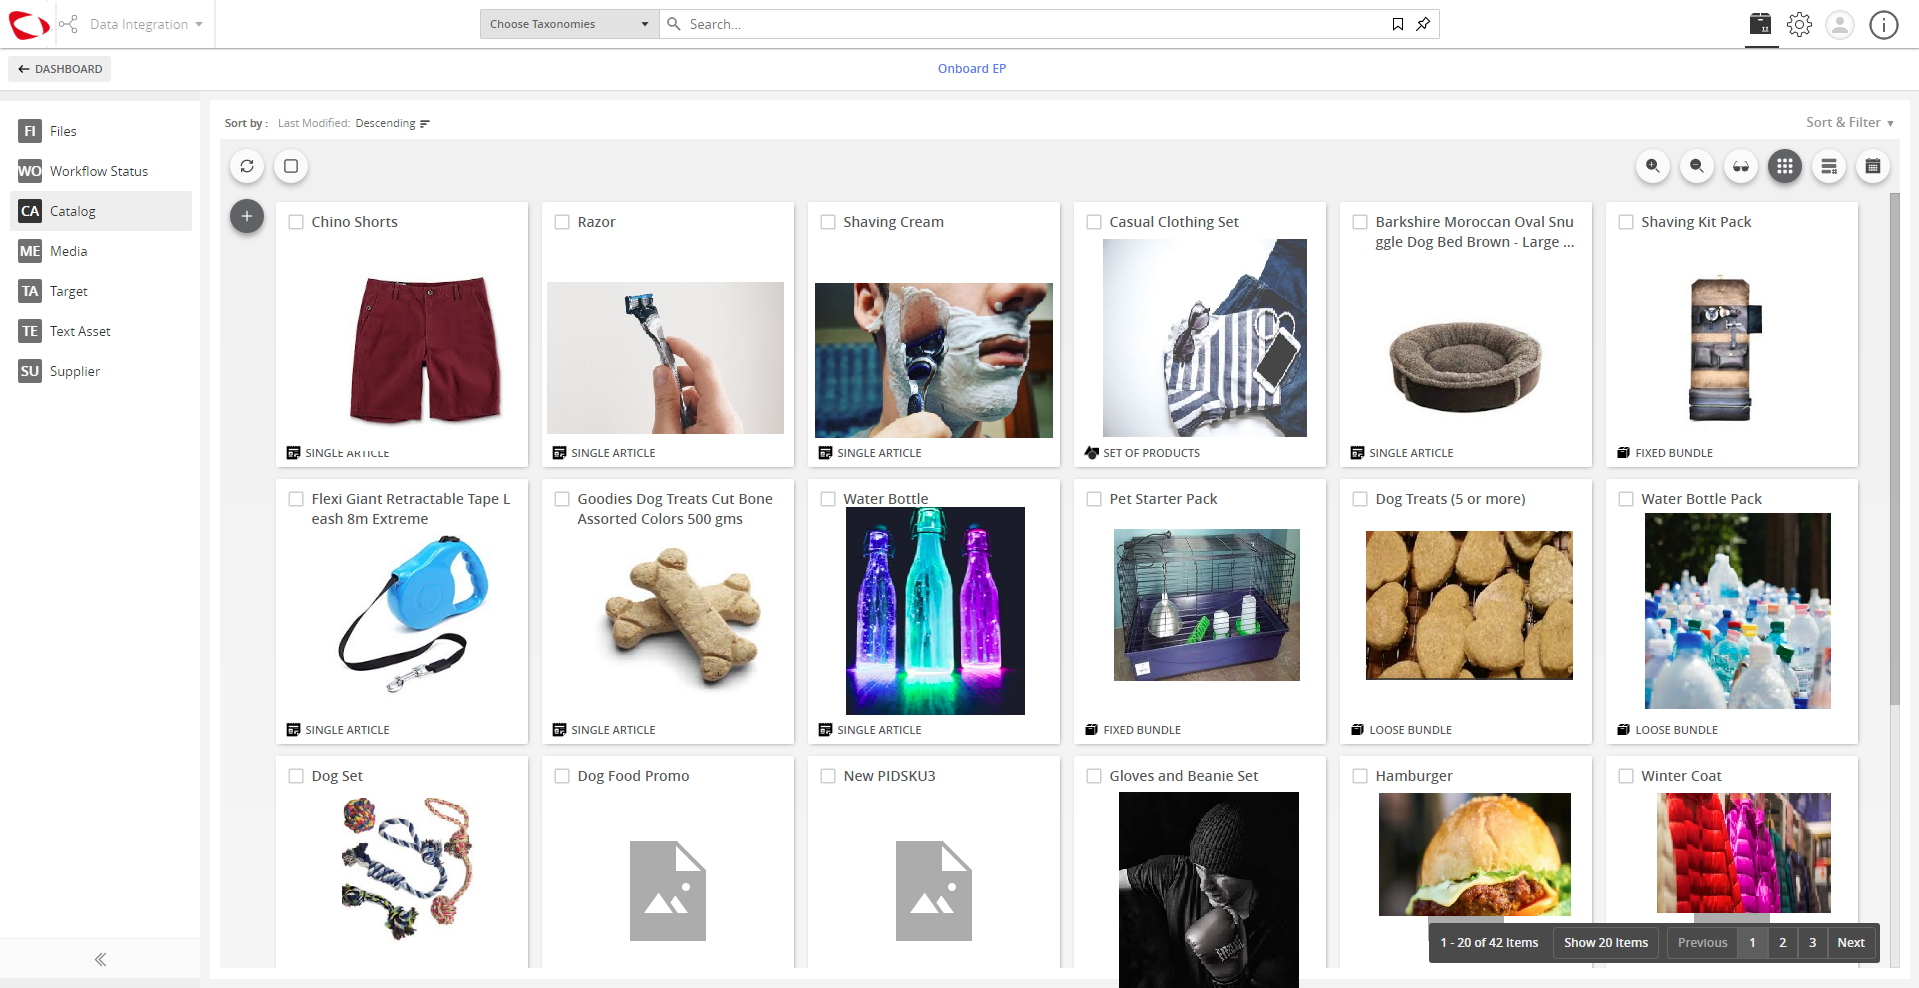 Data Integration
Choose Taxonomies
Search...
DASHBOARD
Onboard EP
FI Files
WO Workflow Status
CA Catalog
ME Media
TA Target
TE Text Asset
SU Supplier
Sort by : Last Modified: Descending
Sort & Filter
Chino Shorts
SINGLE ARTICLE
Razor
SINGLE ARTICLE
Shaving Cream
SINGLE ARTICLE
Casual Clothing Set
SET OF PRODUCTS
Barkshire Moroccan Oval Snu
ggle Dog Bed Brown - Large ...
SINGLE ARTICLE
Shaving Kit Pack
FIXED BUNDLE
Flexi Giant Retractable Tape L
eash 8m Extreme
SINGLE ARTICLE
Goodies Dog Treats Cut Bone
Assorted Colors 500 gms
SINGLE ARTICLE
Water Bottle
SINGLE ARTICLE
Pet Starter Pack
FIXED BUNDLE
Dog Treats (5 or more)
LOOSE BUNDLE
Water Bottle Pack
LOOSE BUNDLE
Dog Set
Dog Food Promo
New PIDSKU3
Gloves and Beanie Set
Hamburger
Winter Coat
1 - 20 of 42 Items
Show 20 Items
Previous 1 2 3 Next